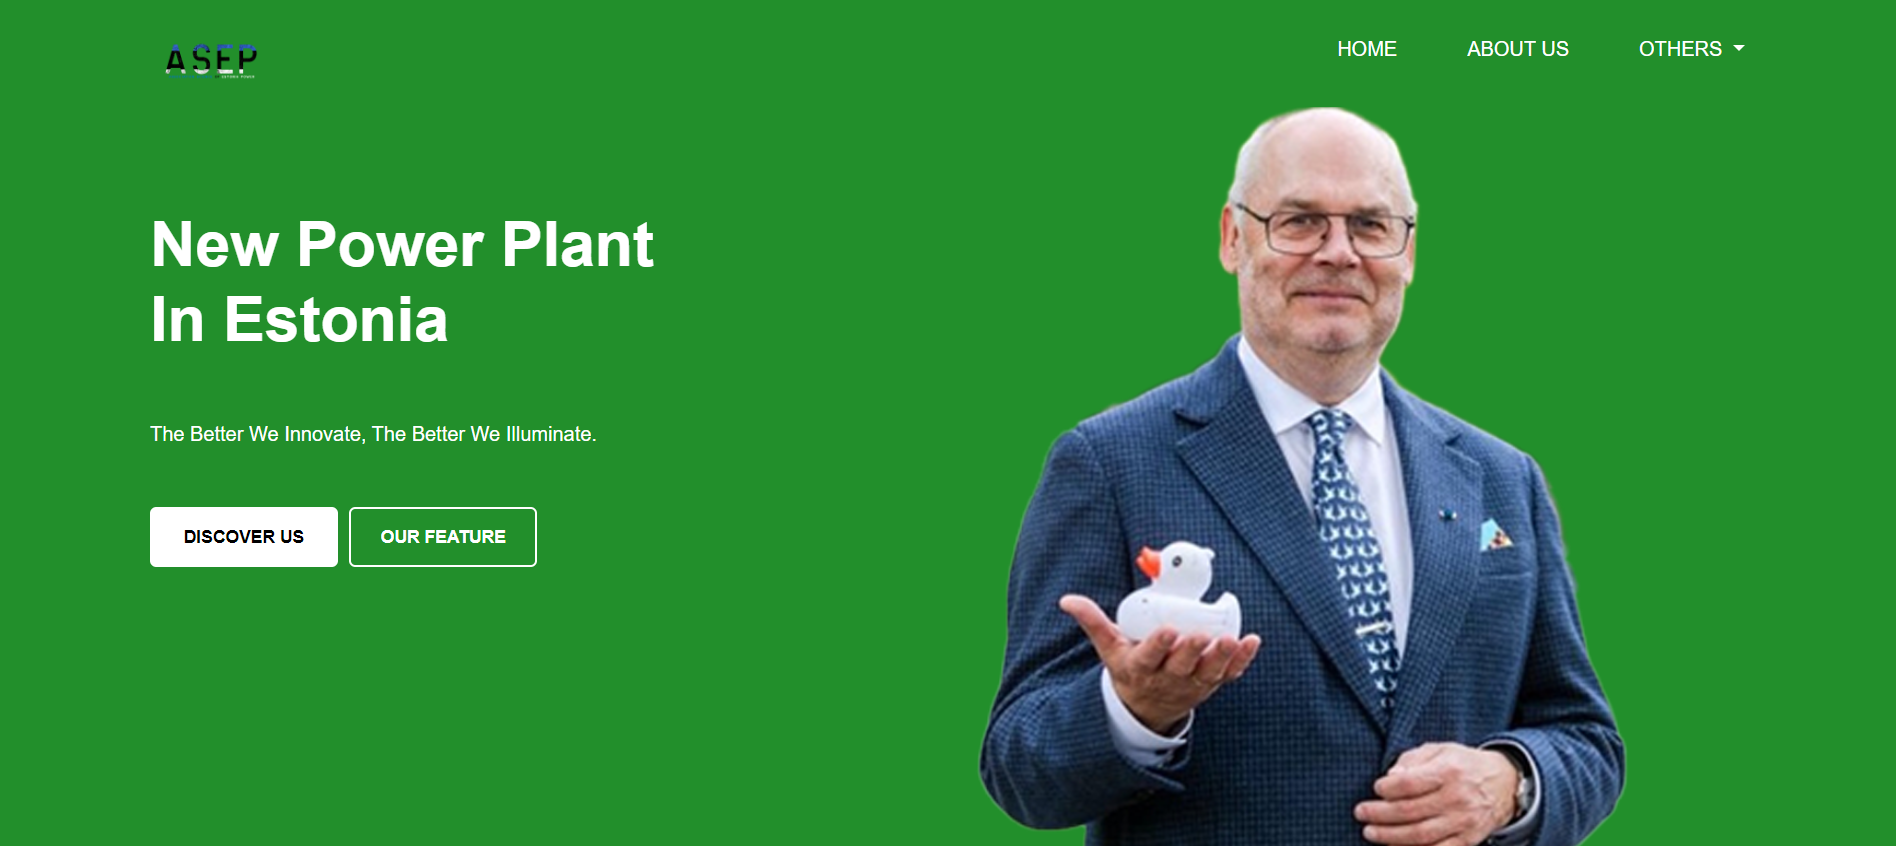 ASEP
HOME
ABOUT US
OTHERS
New Power Plant
In Estonia
The Better We Innovate, The Better We Illuminate.
DISCOVER US
OUR FEATURE